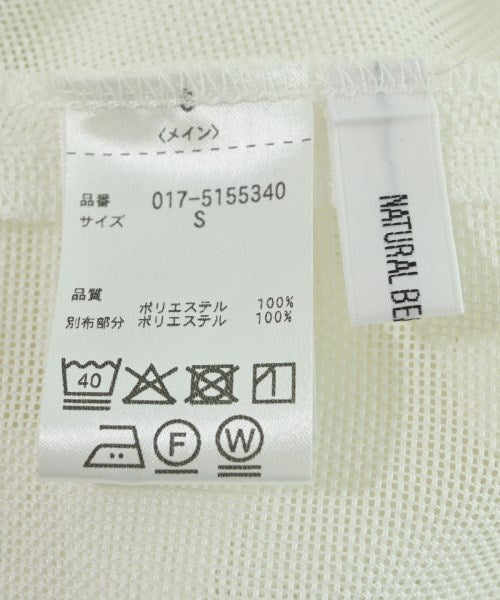 〈メイン〉
品番 017-5155340
サイズ S
品質 ポリエステル 100%
別布部分 ポリエステル 100%
40
F
W
NATURAL BE